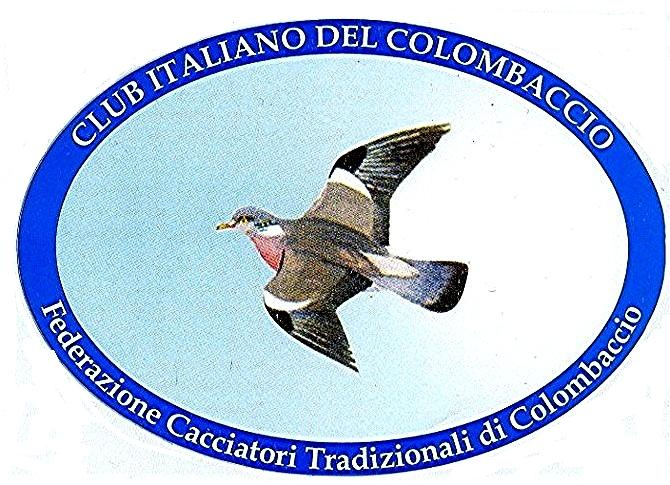 CLUB ITALIANO DEL COLOMBACCIO
Federazione Cacciatori Tradizionali di Colombaccio